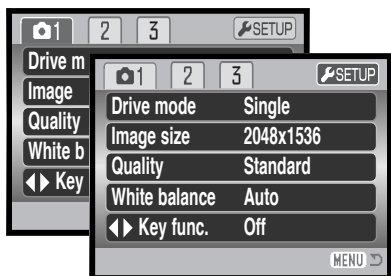 1 2 3 SETUP
Drive m
Image
Quality
White b
Key
1 2 3 SETUP
Drive mode Single
Image size 2048x1536
Quality Standard
White balance Auto
Key func. Off
MENU